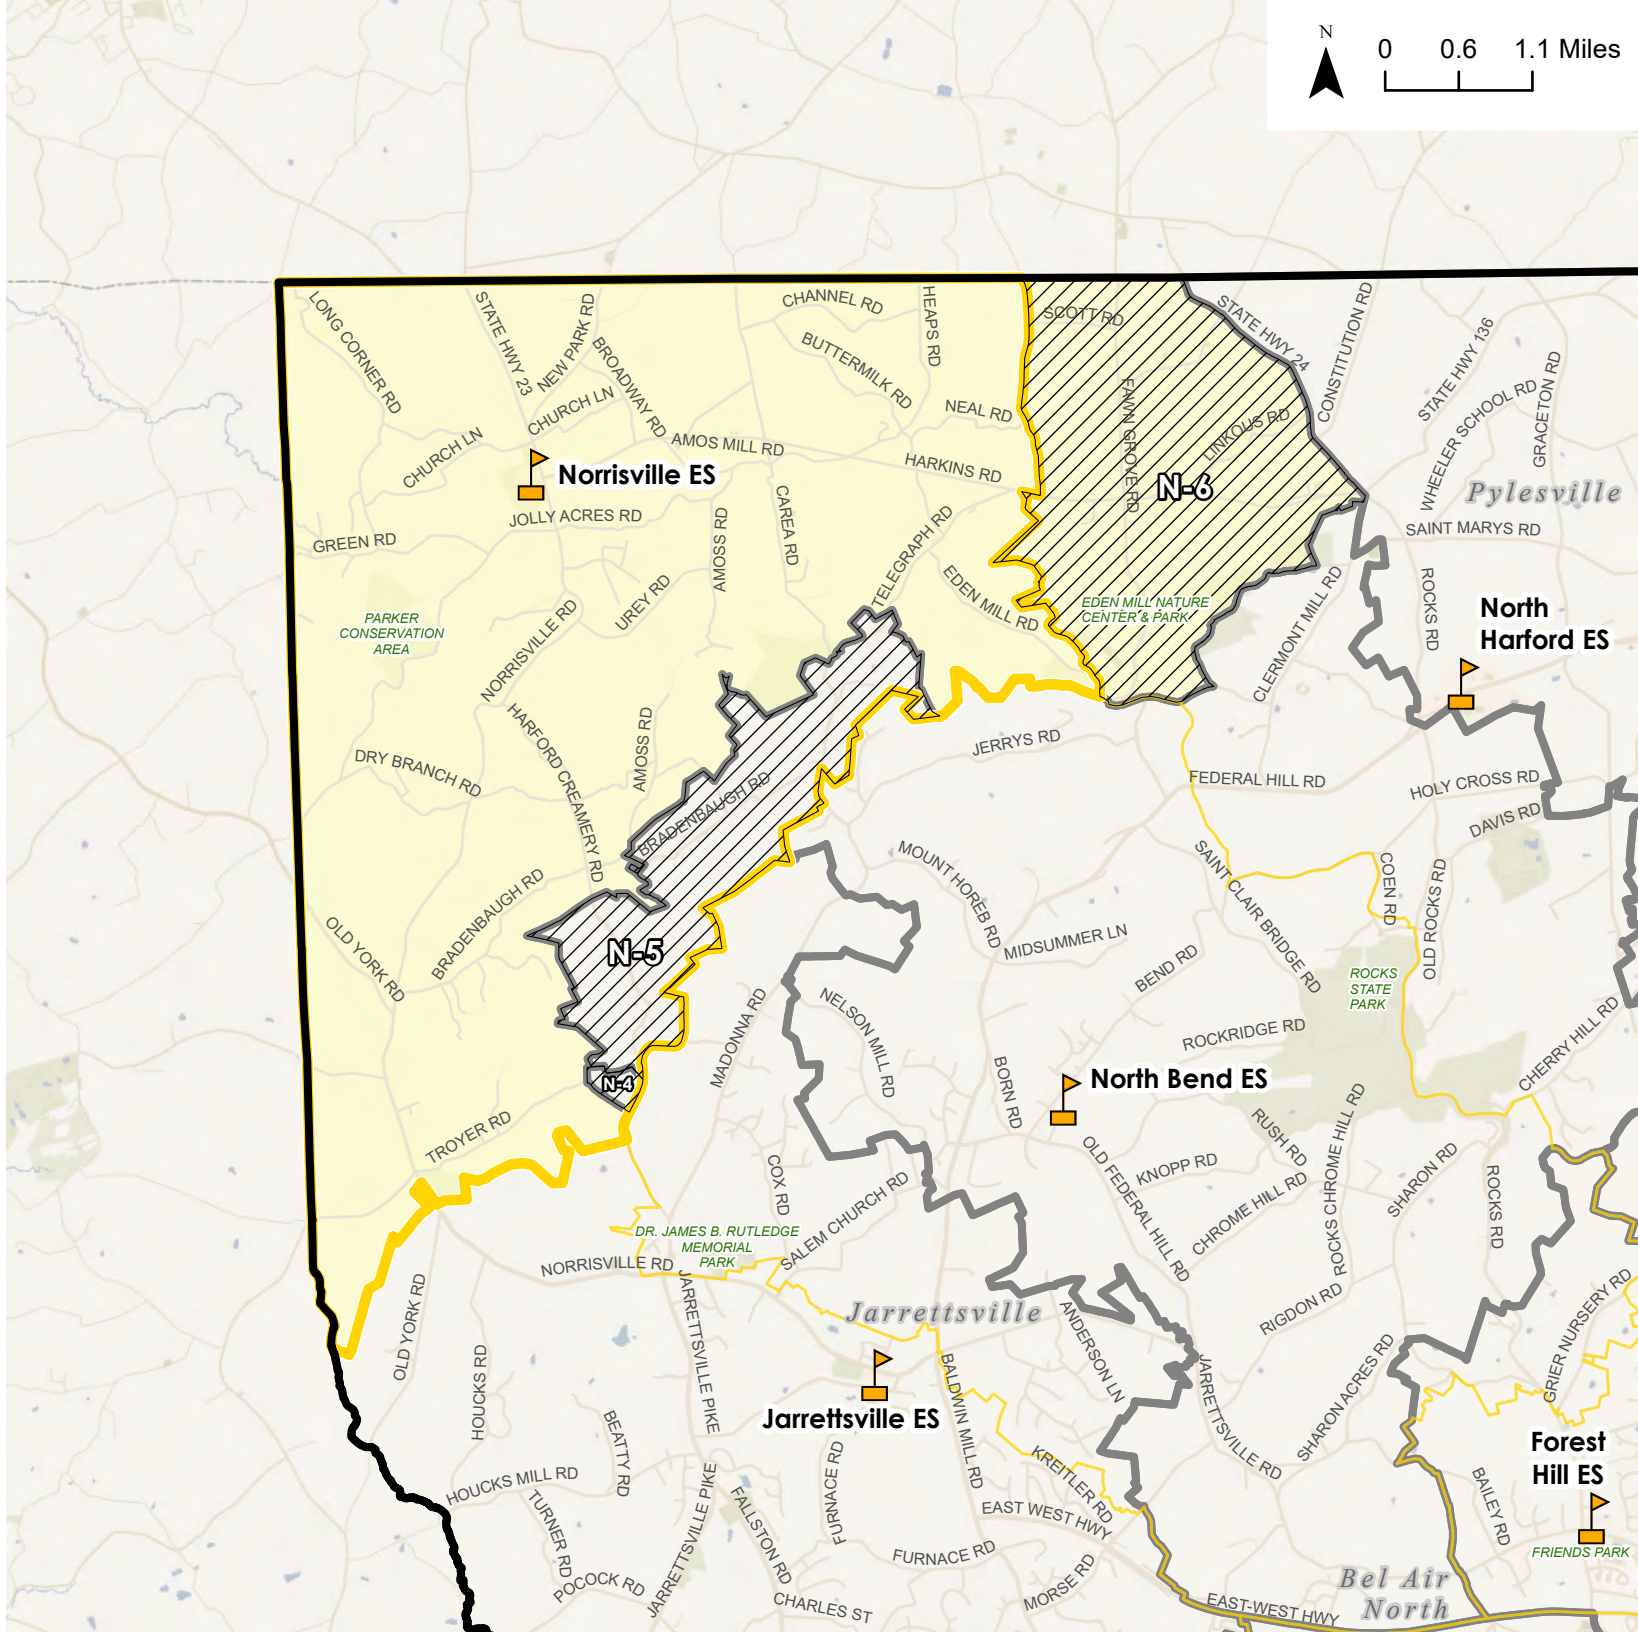 N
0 0.6 1.1 Miles
LONG CORNER RD
STATE HWY 23
NEW PARK RD
BROADWAY RD
CHANNEL RD
HEAPS RD
SCOTT RD
STATE HWY 24
CONSTITUTION RD
STATE HWY 136
BUTTERMILK RD
NEAL RD
FAWN GROVE RD
LINKOUS RD
WHEELER SCHOOL RD
GRACETON RD
CHURCH LN
CHURCH LN
AMOS MILL RD
HARKINS RD
Norrisville ES
N-6
Pylesville
JOLLY ACRES RD
AMOSS RD
CAREA RD
TELEGRAPH RD
SAINT MARYS RD
GREEN RD
UREY RD
EDEN MILL RD
EDEN MILL NATURE
CENTER & PARK
CLERMONT MILL RD
ROCKS RD
North
Harford ES
PARKER
CONSERVATION
AREA
NORRISVILLE RD
HARFORD CREAMERY RD
AMOSS RD
JERRYS RD
DRY BRANCH RD
BRADENBAUGH RD
FEDERAL HILL RD
HOLY CROSS RD
DAVIS RD
MOUNT HOREB RD
SAINT CLAIR BRIDGE RD
COEN RD
OLD ROCKS RD
BRADENBAUGH RD
OLD YORK RD
N-5
MIDSUMMER LN
BEND RD
ROCKS
STATE
PARK
MADONNA RD
NELSON MILL RD
ROCKRIDGE RD
CHERRY HILL RD
N-4
BORN RD
North Bend ES
TROYER RD
COX RD
OLD FEDERAL HILL RD
KNOPP RD
RUSH RD
ROCKS CHROME HILL RD
SHARON RD
ROCKS RD
SALEM CHURCH RD
CHROME HILL RD
DR. JAMES B. RUTLEDGE
MEMORIAL
PARK
NORRISVILLE RD
OLD YORK RD
JARRETTSVILLE PIKE
Jarrettsville
ANDERSON LN
RIGDON RD
GRIER NURSERY RD
HOUCKS RD
Jarrettsville ES
BALDWIN MILL RD
JARRETTSVILLE RD
SHARON ACRES RD
BEATTY RD
FURNACE RD
KREITLER RD
Forest
Hill ES
HOUCKS MILL RD
TURNER RD
JARRETTSVILLE PIKE
FALLSTON RD
EAST WEST HWY
BAILEY RD
FURNACE RD
FRIENDS PARK
POCOCK RD
CHARLES ST
MORSE RD
Bel Air
North
EAST-WEST HWY